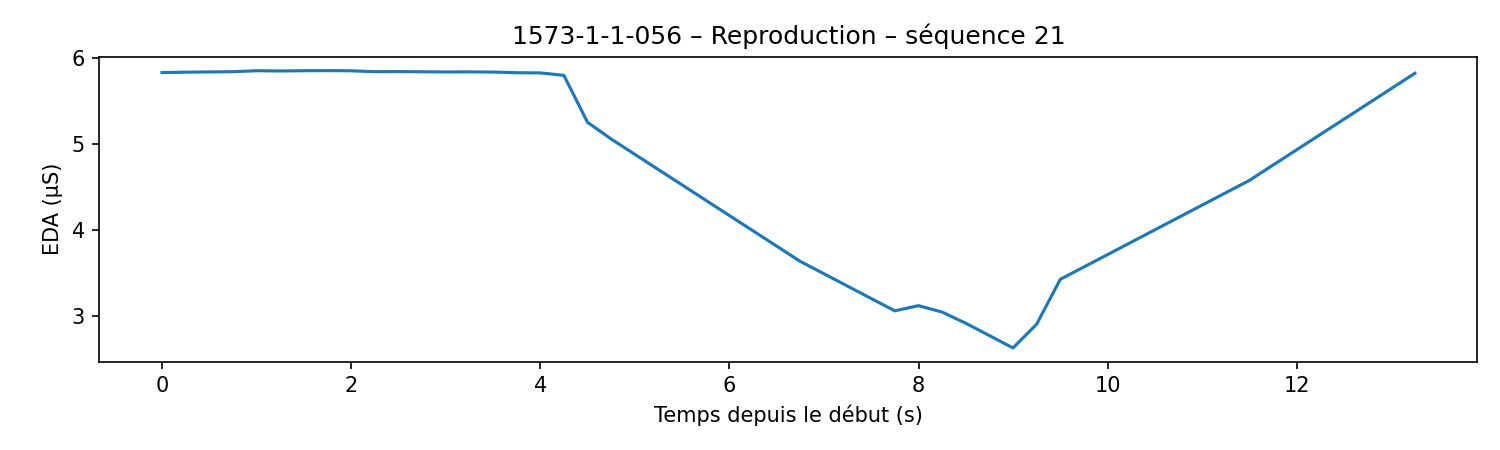 1573-1-1-056 – Reproduction – séquence 21
EDA (µS)
6
5
4
3
0 2 4 6 8 10 12
Temps depuis le début (s)